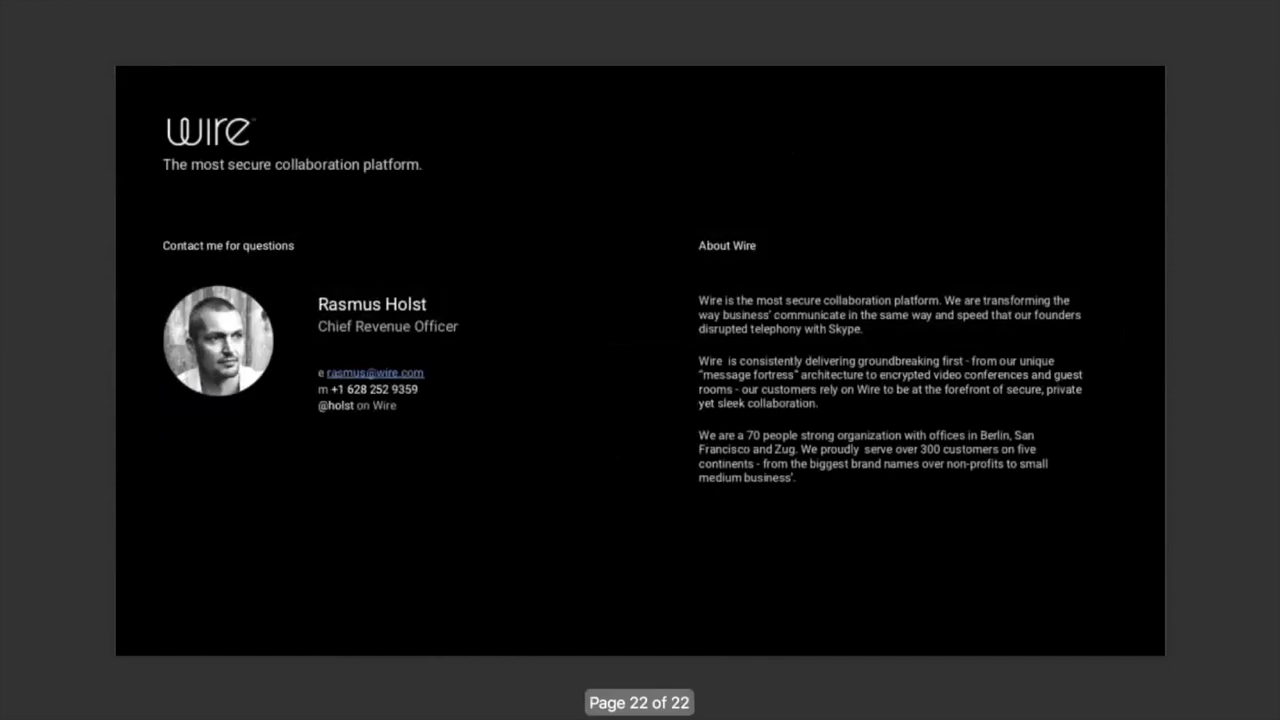 wire
The most secure collaboration platform.
Contact me for questions
Rasmus Holst
Chief Revenue Officer
e rasmus@wire.com
m +1 628 252 9359
@holst on Wire
About Wire
Wire is the most secure collaboration platform. We are transforming the
way business' communicate in the same way and speed that our founders
disrupted telephony with Skype.
Wire is consistently delivering groundbreaking first - from our unique
"message fortress" architecture to encrypted video conferences and guest
rooms - our customers rely on Wire to be at the forefront of secure, private
yet sleek collaboration.
We are a 70 people strong organization with offices in Berlin, San
Francisco and Zug. We proudly serve over 300 customers on five
continents - from the biggest brand names over non-profits to small
medium business'.
Page 22 of 22